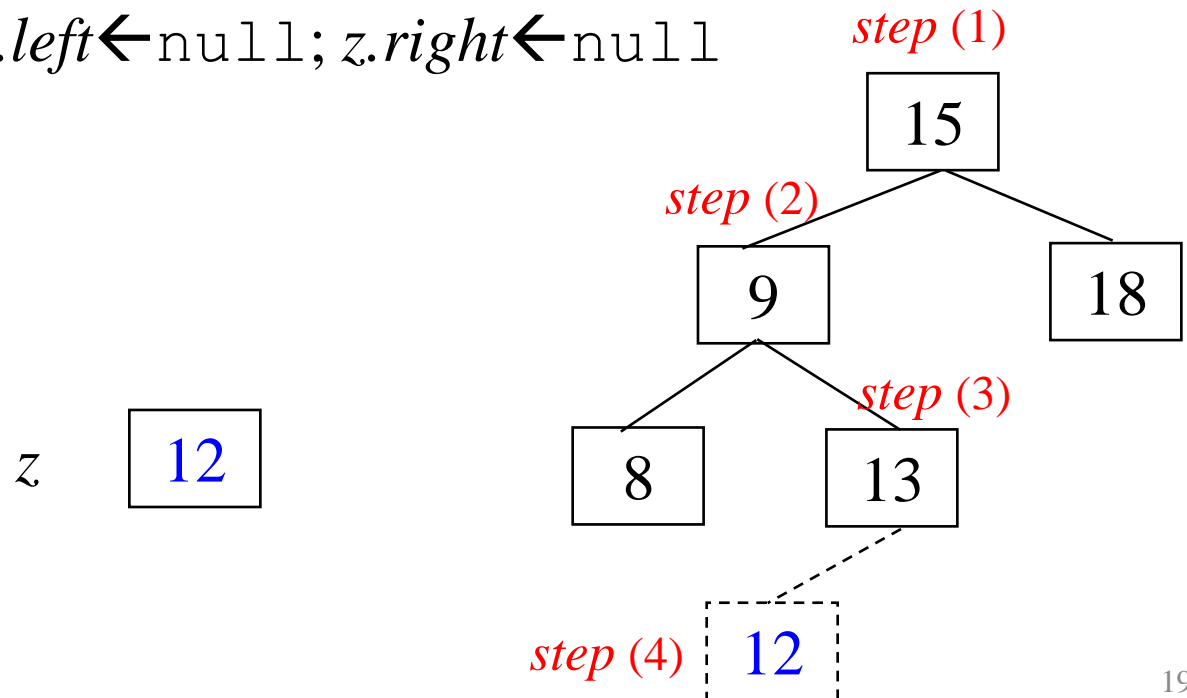 .left←null; z.right←null
step (1)
15
step (2)
9
18
step (3)
z
12
8
13
step (4)
12
19